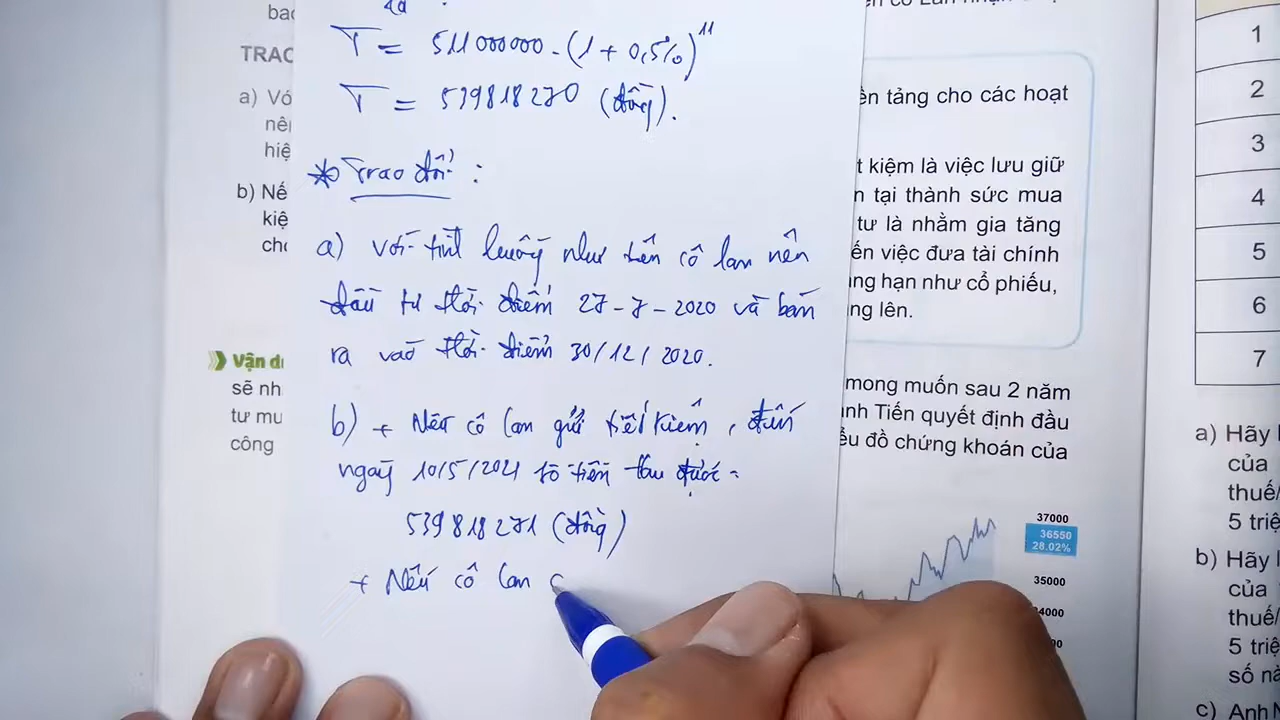 T = 511000000 . (1 + 0,5%)^11
T = 539818270 (đồng).
* Trao đổi :
a) với tình huống như trên cô lan nên
đầu tư thời điểm 27 - 7 - 2020 và bán
ra vào thời điểm 30/12/2020.
b) + Nếu cô lan gửi tiết kiệm , đến
ngày 10/5/2021 số tiền thu được =
539818271 (đồng)
+ Nếu cô lan
TRAO
a) Vớ
nên
hiệ
b) Nế
kiệ
cho
Vận dụ
sẽ nh
tư mu
công
ền tảng cho các hoạt
t kiệm là việc lưu giữ
n tại thành sức mua
tư là nhằm gia tăng
ến việc đưa tài chính
ng hạn như cổ phiếu,
ng lên.
mong muốn sau 2 năm
nh Tiến quyết định đầu
ểu đồ chứng khoán của
37000
36550
28.02%
35000
1
2
3
4
5
6
7
a) Hãy
của
thuế/
5 triệ
b) Hãy
của
thuế/
5 triệ
số nà
c) Anh